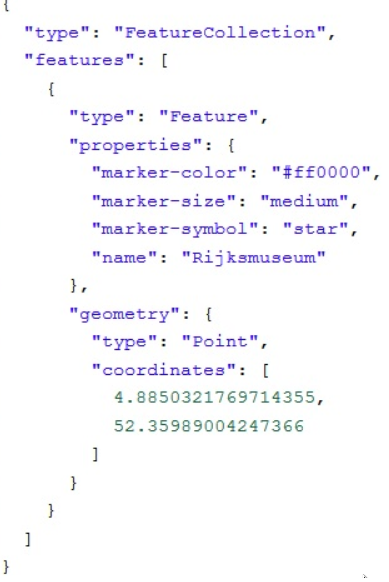 {
  "type": "FeatureCollection",
  "features": [
    {
      "type": "Feature",
      "properties": {
        "marker-color": "#ff0000",
        "marker-size": "medium",
        "marker-symbol": "star",
        "name": "Rijksmuseum"
      },
      "geometry": {
        "type": "Point",
        "coordinates": [
          4.8850321769714355,
          52.35989004247366
        ]
      }
    }
  ]
}